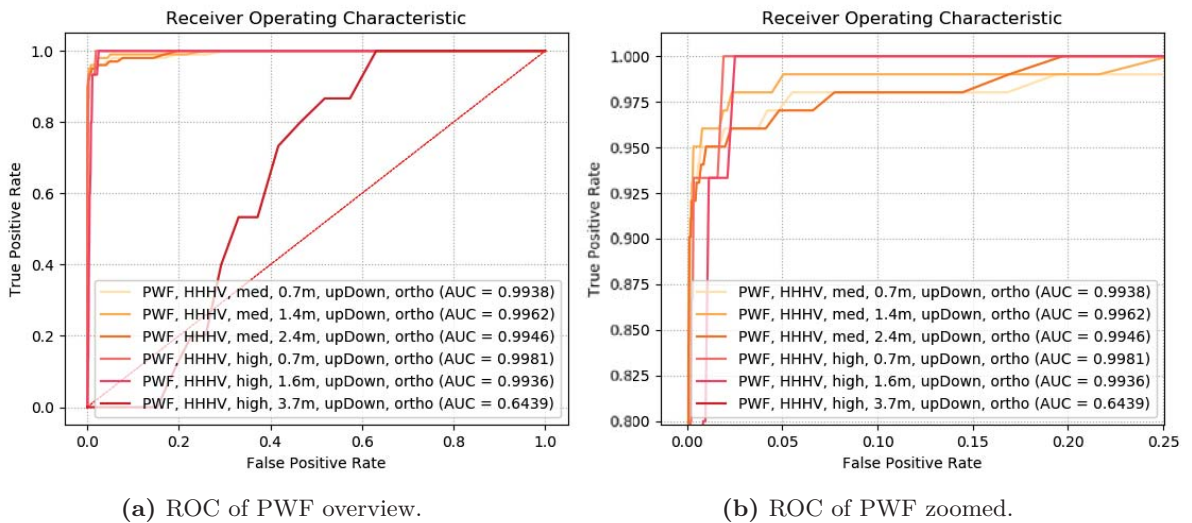 Receiver Operating Characteristic
1.0
0.8
0.6
0.4
0.2
0.0
True Positive Rate
PWF, HHHV, med, 0.7m, upDown, ortho (AUC = 0.9938)
PWF, HHHV, med, 1.4m, upDown, ortho (AUC = 0.9962)
PWF, HHHV, med, 2.4m, upDown, ortho (AUC = 0.9946)
PWF, HHHV, high, 0.7m, upDown, ortho (AUC = 0.9981)
PWF, HHHV, high, 1.6m, upDown, ortho (AUC = 0.9936)
PWF, HHHV, high, 3.7m, upDown, ortho (AUC = 0.6439)
0.0 0.2 0.4 0.6 0.8 1.0
False Positive Rate
(a) ROC of PWF overview.
Receiver Operating Characteristic
1.000
0.975
0.950
0.925
0.900
0.875
0.850
0.825
0.800
True Positive Rate
PWF, HHHV, med, 0.7m, upDown, ortho (AUC = 0.9938)
PWF, HHHV, med, 1.4m, upDown, ortho (AUC = 0.9962)
PWF, HHHV, med, 2.4m, upDown, ortho (AUC = 0.9946)
PWF, HHHV, high, 0.7m, upDown, ortho (AUC = 0.9981)
PWF, HHHV, high, 1.6m, upDown, ortho (AUC = 0.9936)
PWF, HHHV, high, 3.7m, upDown, ortho (AUC = 0.6439)
0.00 0.05 0.10 0.15 0.20 0.25
False Positive Rate
(b) ROC of PWF zoomed.